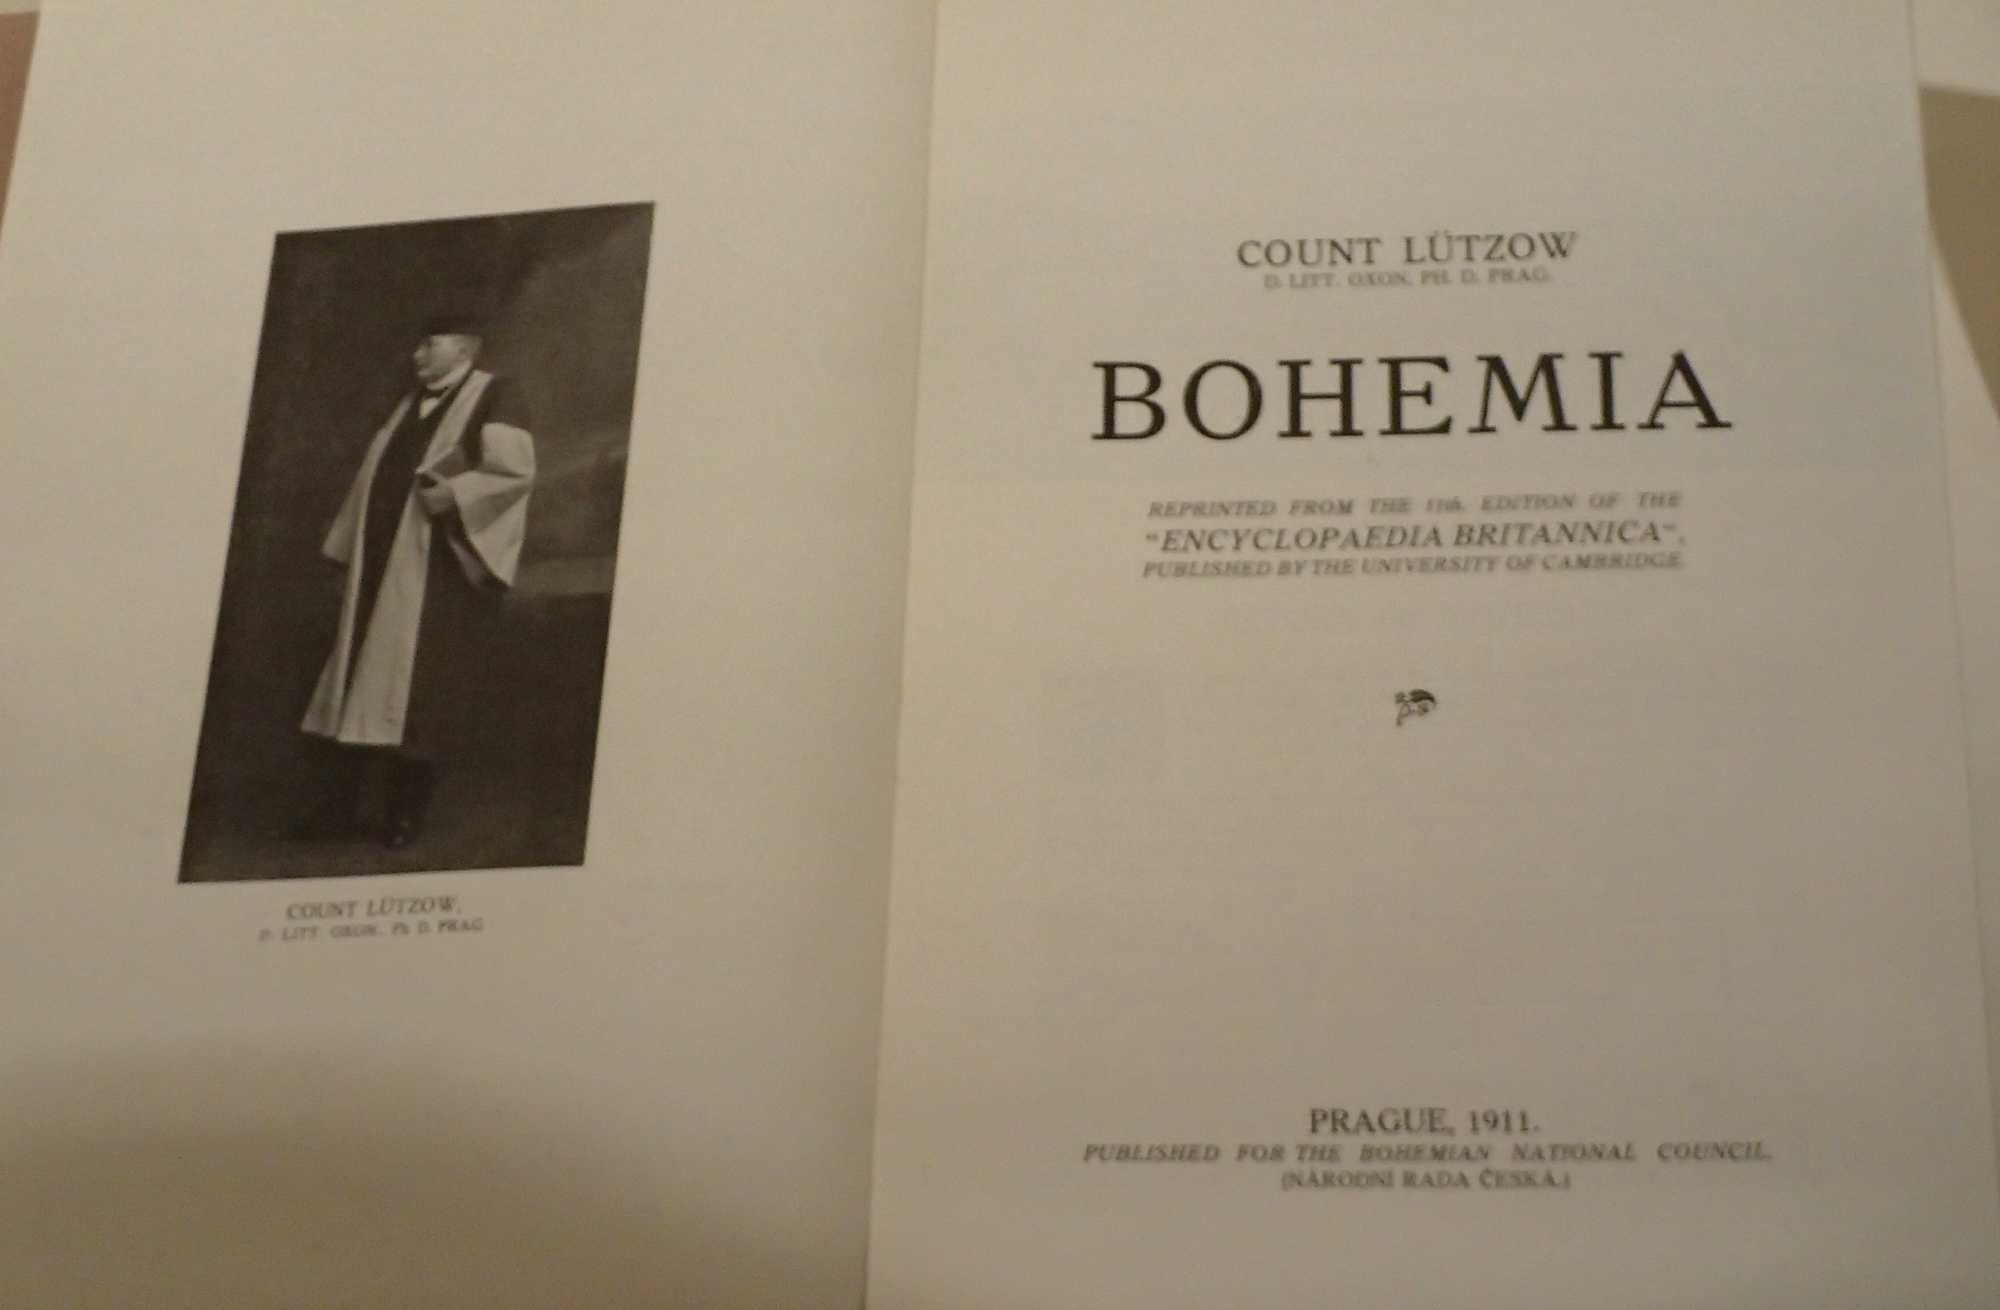 COUNT LÜTZOW,
D. LITT. OXON., Ph. D. PRAG
COUNT LÜTZOW
D. LITT. OXON, PH. D. PRAG.
BOHEMIA
REPRINTED FROM THE 11th. EDITION OF THE
"ENCYCLOPAEDIA BRITANNICA",
PUBLISHED BY THE UNIVERSITY OF CAMBRIDGE.
PRAGUE, 1911.
PUBLISHED FOR THE BOHEMIAN NATIONAL COUNCIL.
(NÁRODNÍ RADA ČESKÁ.)